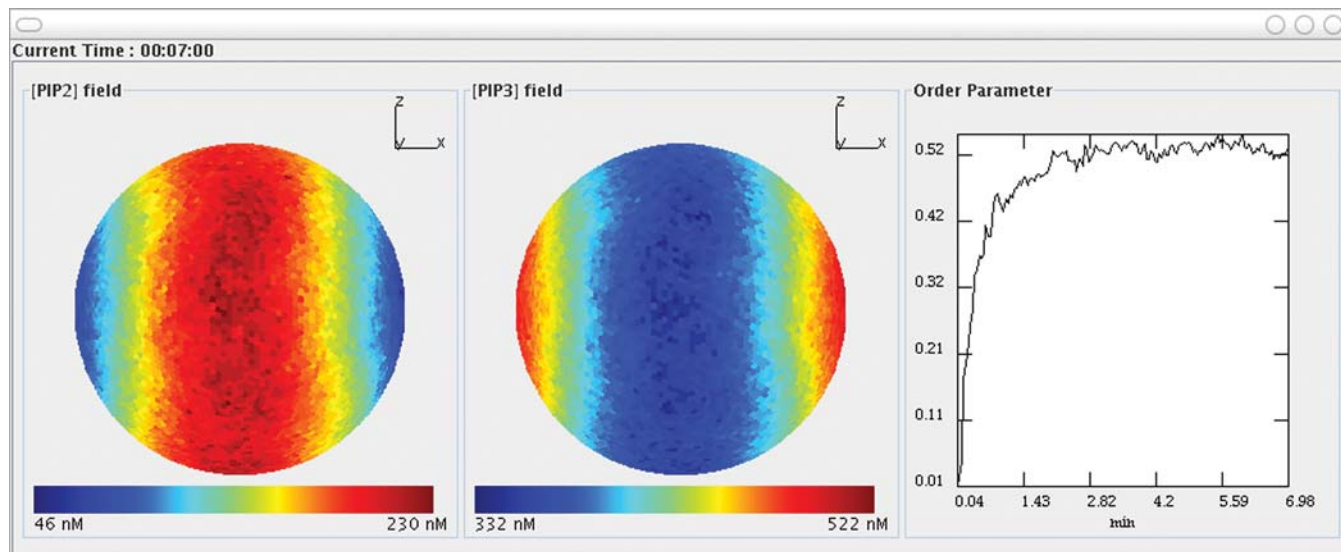 Current Time : 00:07:00
[PIP2] field
z
y
x
46 nM
230 nM
[PIP3] field
z
y
x
332 nM
522 nM
Order Parameter
0.52
0.42
0.32
0.21
0.11
0.01
0.04
1.43
2.82
4.2
5.59
6.98
min